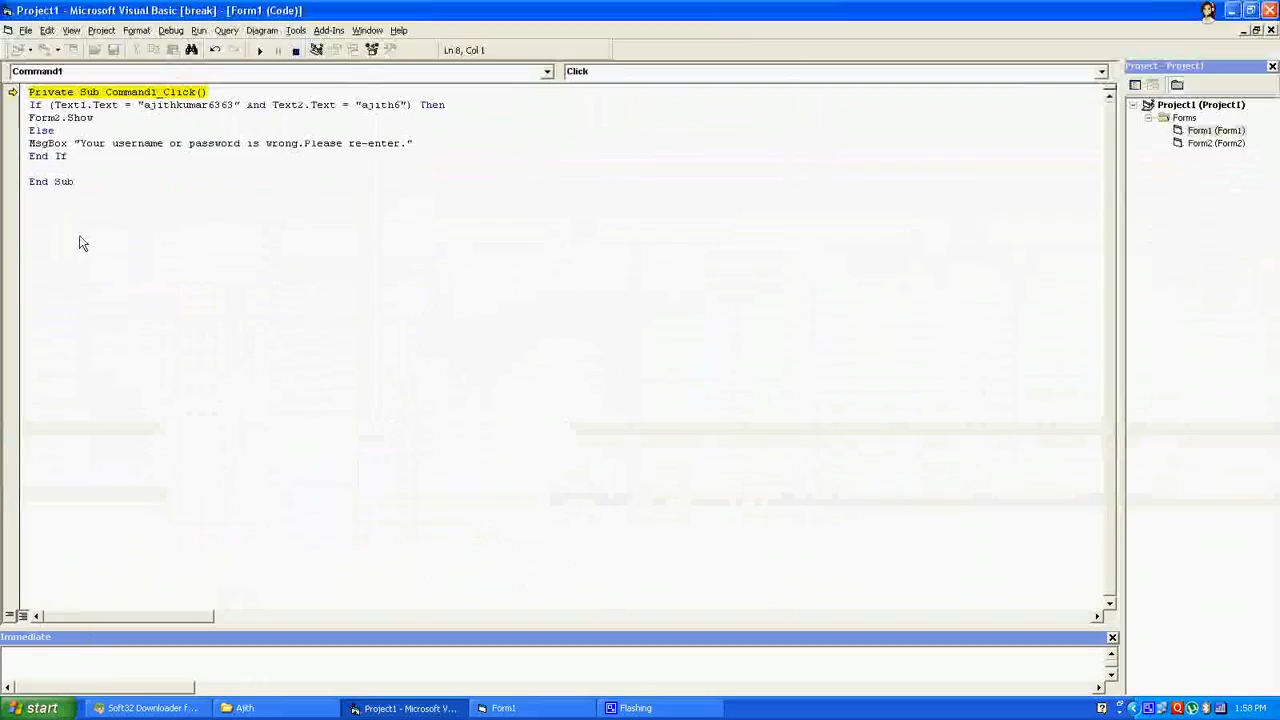 Project1 - Microsoft Visual Basic [break] - [Form1 (Code)]
File Edit View Project Format Debug Run Query Diagram Tools Add-Ins Window Help
Ln 8, Col 1
Command1 Click
Project - Project1
Private Sub Command1_Click()
If (Text1.Text = "ajithkumar6363" And Text2.Text = "ajith6") Then
Form2.Show
Else
MsgBox "Your username or password is wrong.Please re-enter."
End If
End Sub
Project1 (Project1)
Forms
Form1 (Form1)
Form2 (Form2)
Immediate
start Soft32 Downloader f... Ajith Project1 - Microsoft V... Form1 Flashing 1:58 PM